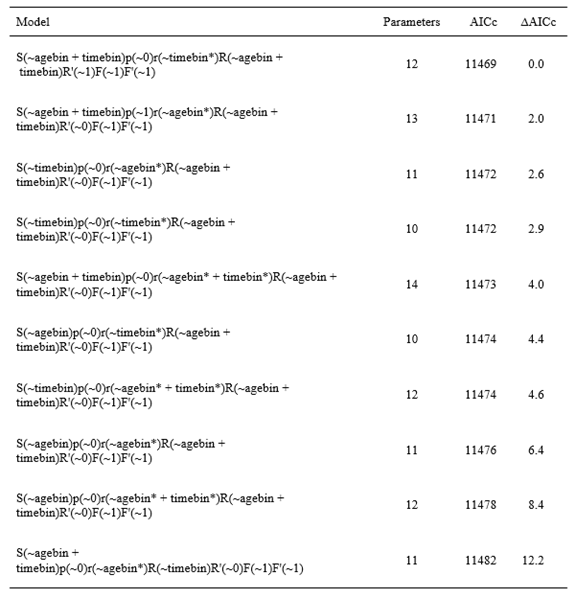 Model Parameters AICc ΔAICc
S(~agebin + timebin)p(~0)r(~timebin*)R(~agebin + 12 11469 0.0
timebin)R'(~1)F(~1)F'(~1)
S(~agebin + timebin)p(~1)r(~agebin*)R(~agebin + 13 11471 2.0
timebin)R'(~0)F(~1)F'(~1)
S(~timebin)p(~0)r(~agebin*)R(~agebin + 11 11472 2.6
timebin)R'(~0)F(~1)F'(~1)
S(~timebin)p(~0)r(~timebin*)R(~agebin + 10 11472 2.9
timebin)R'(~0)F(~1)F'(~1)
S(~agebin + timebin)p(~0)r(~agebin* + timebin*)R(~agebin + 14 11473 4.0
timebin)R'(~0)F(~1)F'(~1)
S(~agebin)p(~0)r(~timebin*)R(~agebin + 10 11474 4.4
timebin)R'(~0)F(~1)F'(~1)
S(~timebin)p(~0)r(~agebin* + timebin*)R(~agebin + 12 11474 4.6
timebin)R'(~0)F(~1)F'(~1)
S(~agebin)p(~0)r(~agebin*)R(~agebin + 11 11476 6.4
timebin)R'(~0)F(~1)F'(~1)
S(~agebin)p(~0)r(~agebin* + timebin*)R(~agebin + 12 11478 8.4
timebin)R'(~0)F(~1)F'(~1)
S(~agebin + 11 11482 12.2
timebin)p(~0)r(~agebin*)R(~timebin)R'(~0)F(~1)F'(~1)